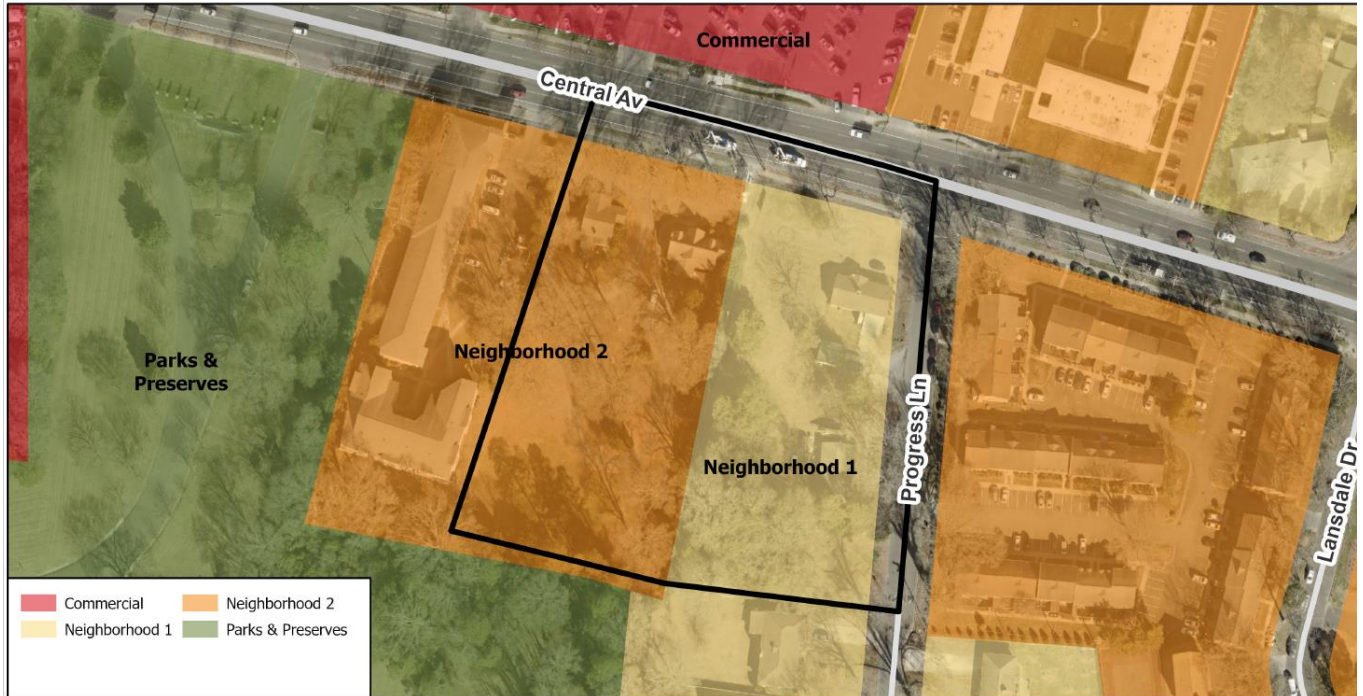 Commercial
Central Av
Neighborhood 2
Parks &
Preserves
Progress Ln
Neighborhood 1
Lansdale Dr
Commercial
Neighborhood 2
Neighborhood 1
Parks & Preserves